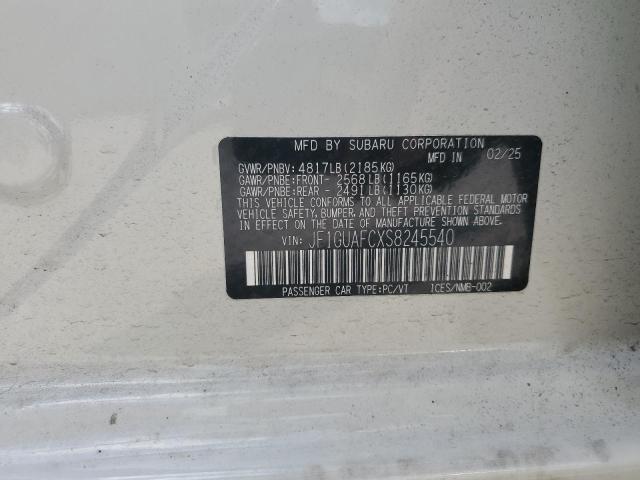 MFD BY SUBARU CORPORATION
MFD IN 02/25
GVWR/PNBV: 4817LB(2185KG)
GAWR/PNBE:FRONT- 2568LB(1165KG)
GAWR/PNBE:REAR - 2491LB(1130KG)
THIS VEHICLE CONFORMS TO ALL APPLICABLE FEDERAL MOTOR
VEHICLE SAFETY, BUMPER, AND THEFT PREVENTION STANDARDS
IN EFFECT ON THE DATE OF MANUFACTURE SHOWN ABOVE.
VIN: JF1GUAFCXS8245540
PASSENGER CAR TYPE:PC/VT ICES/NMB-002